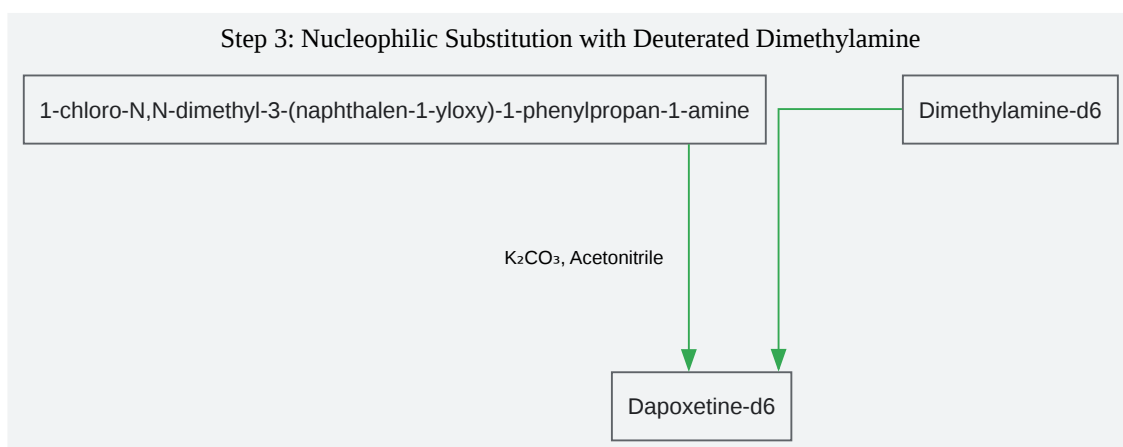 Step 3: Nucleophilic Substitution with Deuterated Dimethylamine
1-chloro-N,N-dimethyl-3-(naphthalen-1-yloxy)-1-phenylpropan-1-amine
Dimethylamine-d6
K₂CO₃, Acetonitrile
Dapoxetine-d6